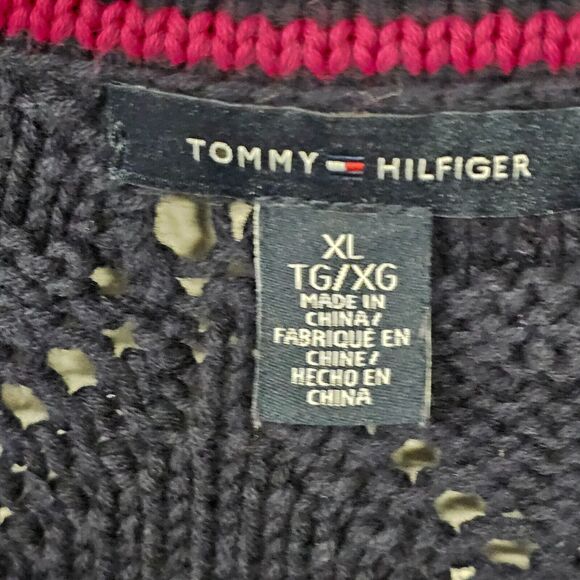 TOMMY HILFIGER
XL
TG/XG
MADE IN
CHINA/
FABRIQUÉ EN
CHINE/
HECHO EN
CHINA